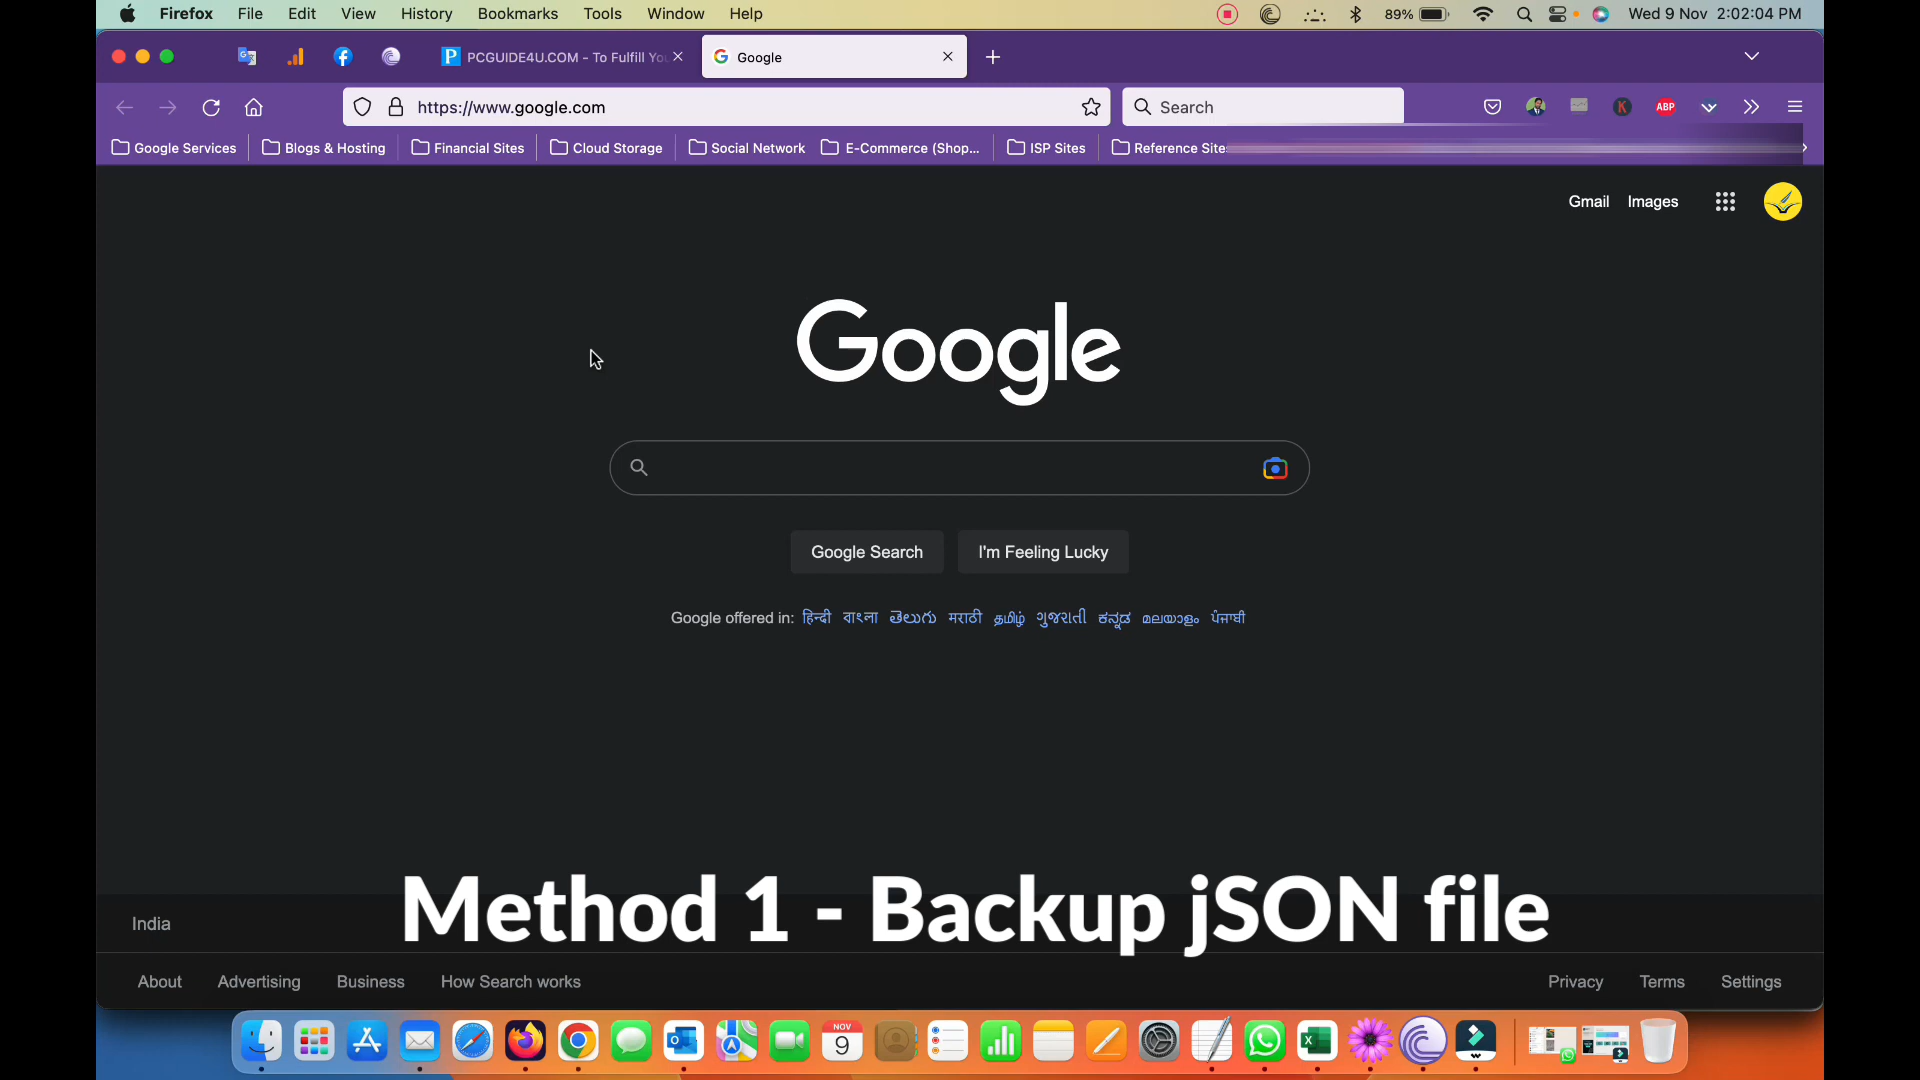 Firefox File Edit View History Bookmarks Tools Window Help 89% Wed 9 Nov 2:02:04 PM
PCGUIDE4U.COM - To Fulfill Yo
Google
https://www.google.com
Search
ABP
Google Services Blogs & Hosting Financial Sites Cloud Storage Social Network E-Commerce (Shop... ISP Sites Reference Site
Gmail Images
Google
Google Search I'm Feeling Lucky
Google offered in: हिन्दी বাংলা తెలుగు मराठी தமிழ் ગુજરાતી ಕನ್ನಡ മലയാളം ਪੰਜਾਬੀ
Method 1 - Backup jSON file
India
About Advertising Business How Search works Privacy Terms Settings
NOV
9